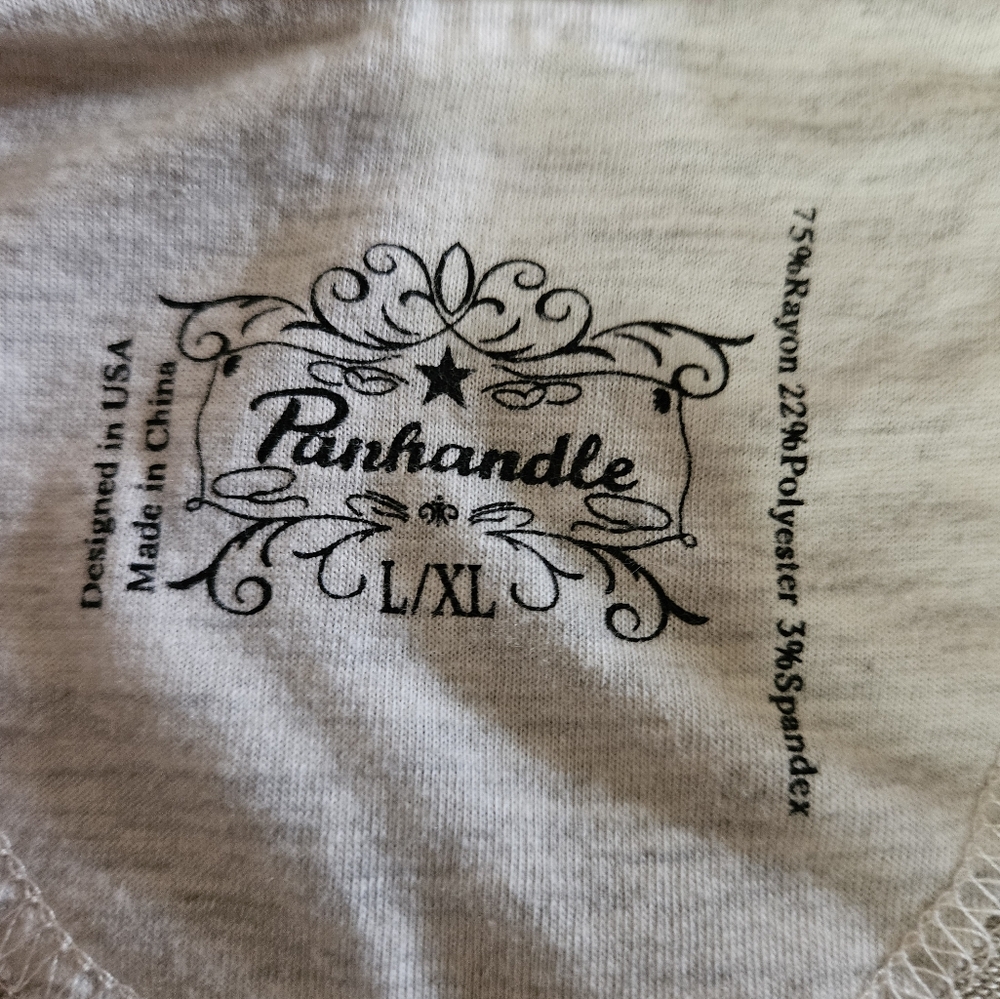 Designed in USA
Made in China
Panhandle
L/XL
75%Rayon 22%Polyester 3%Spandex